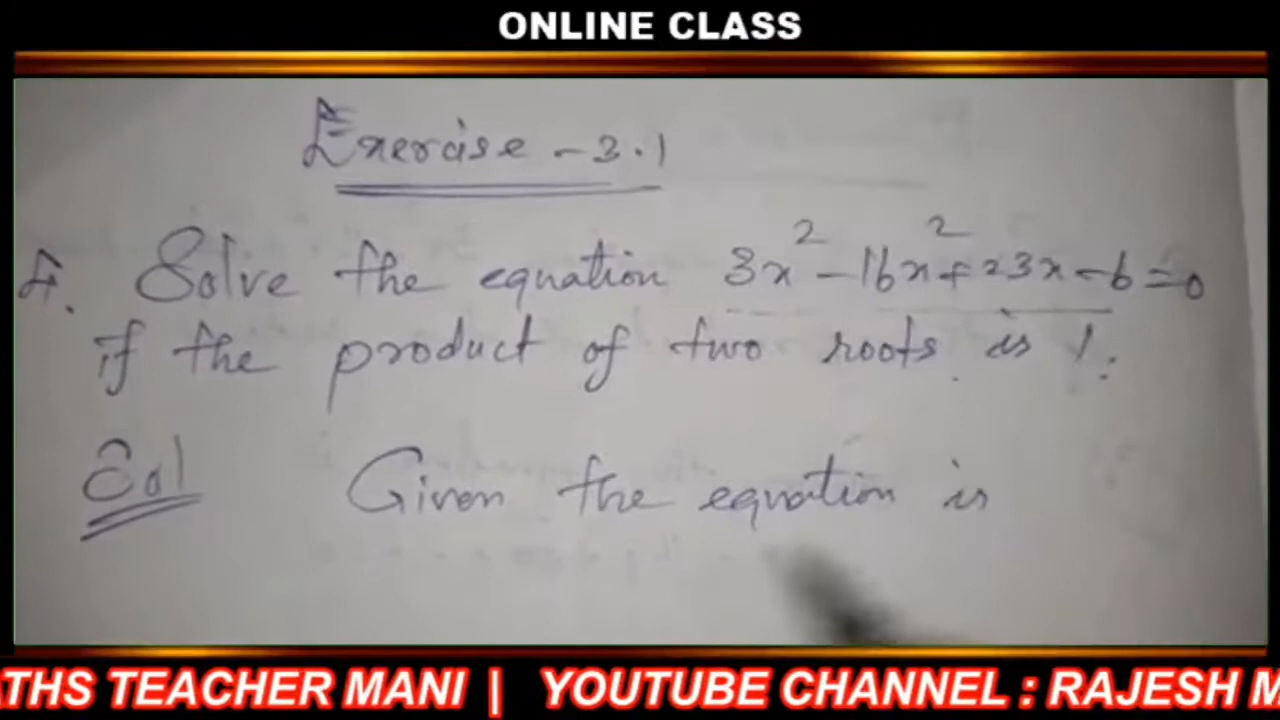 ONLINE CLASS
Exercise - 3.1
4. Solve the equation 3x² - 16x² + 23x - 6 = 0
if the product of two roots is 1.
Sol Given the equation is
ATHS TEACHER MANI | YOUTUBE CHANNEL : RAJESH M